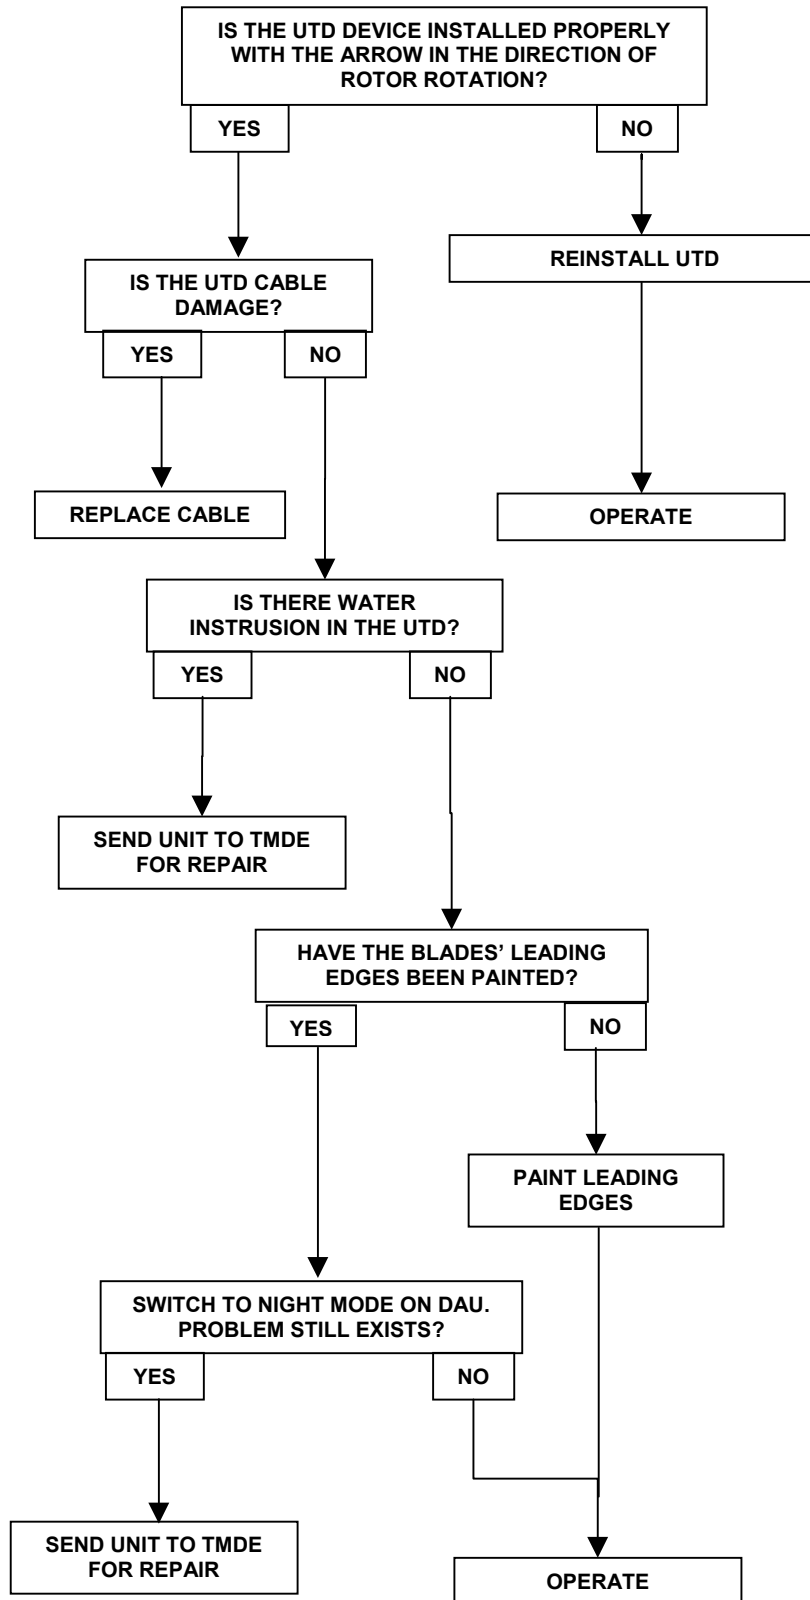 IS THE UTD DEVICE INSTALLED PROPERLY
WITH THE ARROW IN THE DIRECTION OF
ROTOR ROTATION?
YES
NO
REINSTALL UTD
IS THE UTD CABLE
DAMAGE?
YES
NO
REPLACE CABLE
OPERATE
IS THERE WATER
INSTRUSION IN THE UTD?
YES
NO
SEND UNIT TO TMDE
FOR REPAIR
HAVE THE BLADES’ LEADING
EDGES BEEN PAINTED?
YES
NO
PAINT LEADING
EDGES
SWITCH TO NIGHT MODE ON DAU.
PROBLEM STILL EXISTS?
YES
NO
SEND UNIT TO TMDE
FOR REPAIR
OPERATE